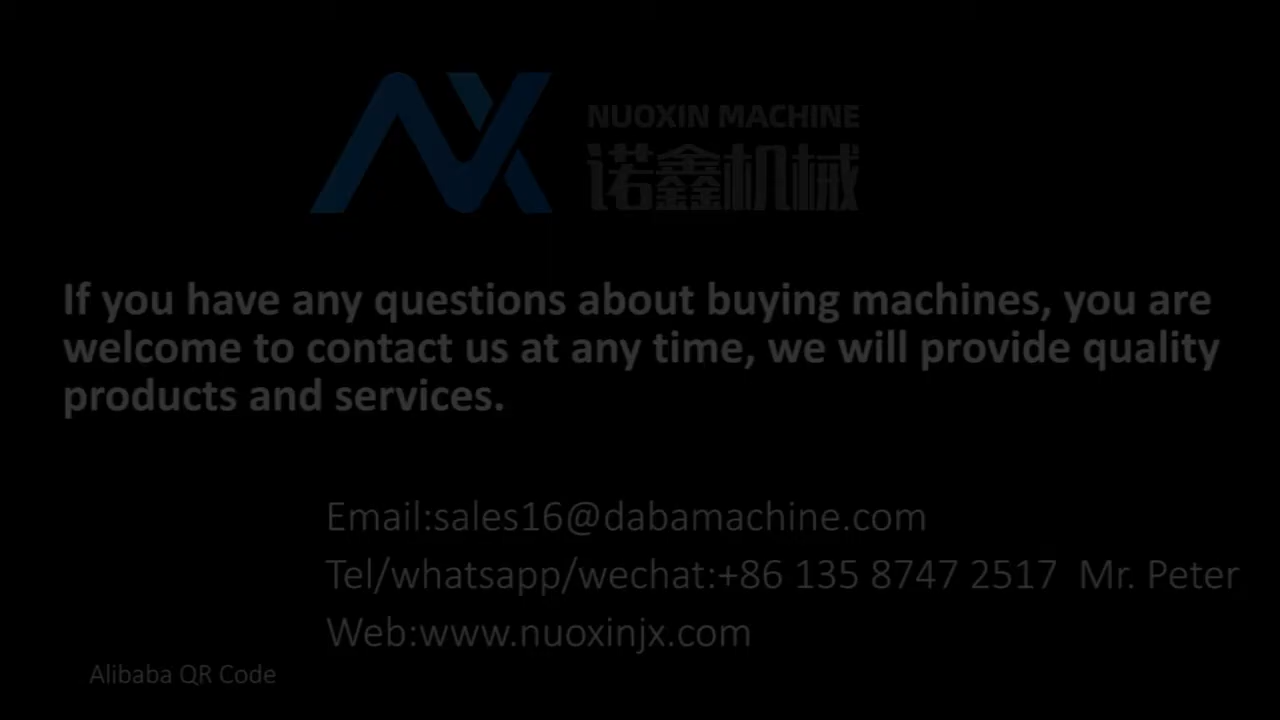 NUOXIN MACHINE
诺鑫机械
If you have any questions about buying machines, you are
welcome to contact us at any time, we will provide quality
products and services.
Email:sales16@dabamachine.com
Tel/whatsapp/wechat:+86 135 8747 2517 Mr. Peter
Web:www.nuoxinjx.com
Alibaba QR Code